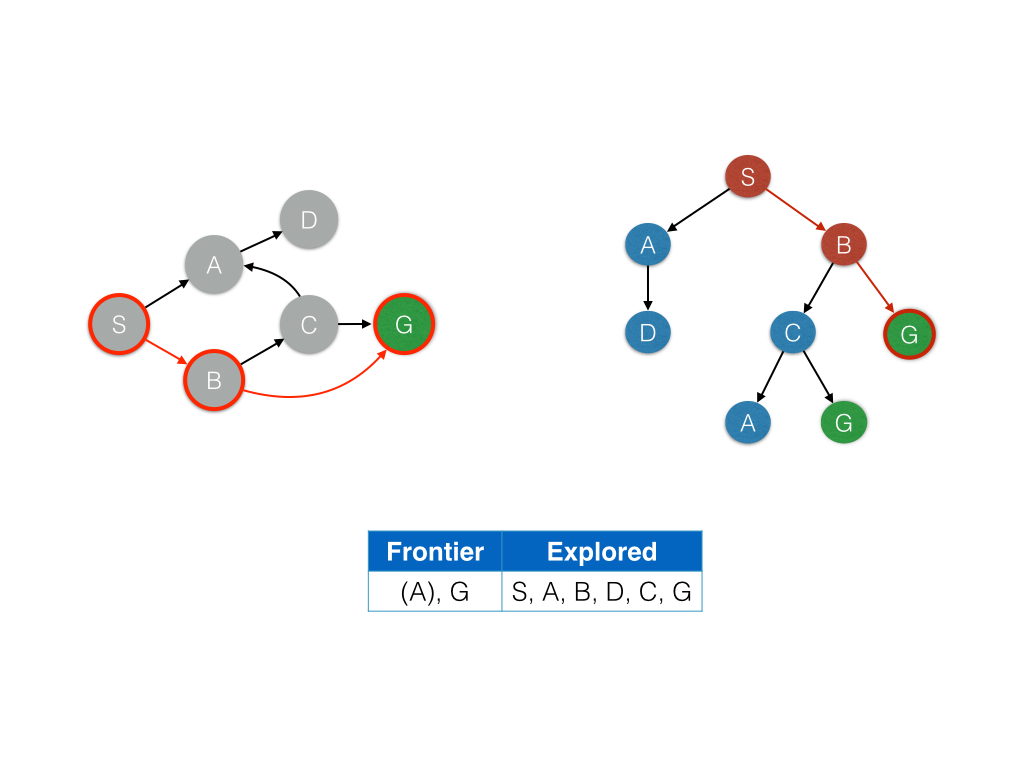 D
A
S
C
G
B
S
A
B
D
C
G
A
G
Frontier Explored
(A), G S, A, B, D, C, G